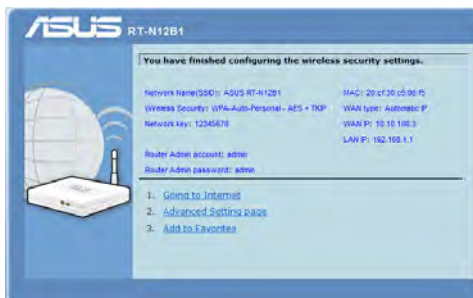 ASUS RT-N12B1
You have finished configuring the wireless security settings.
Network Name(SSID): ASUS RT-N12B1
Wireless Security: WPA-Auto-Personal - AES + TKIP
Network key: 12345678
Router Admin account: admin
Router Admin password: admin
MAC: 20:cf:30:c5:06:f5
WAN type: Automatic IP
WAN IP: 10.10.100.3
LAN IP: 192.168.1.1
1. Going to Internet
2. Advanced Setting page
3. Add to Favorites